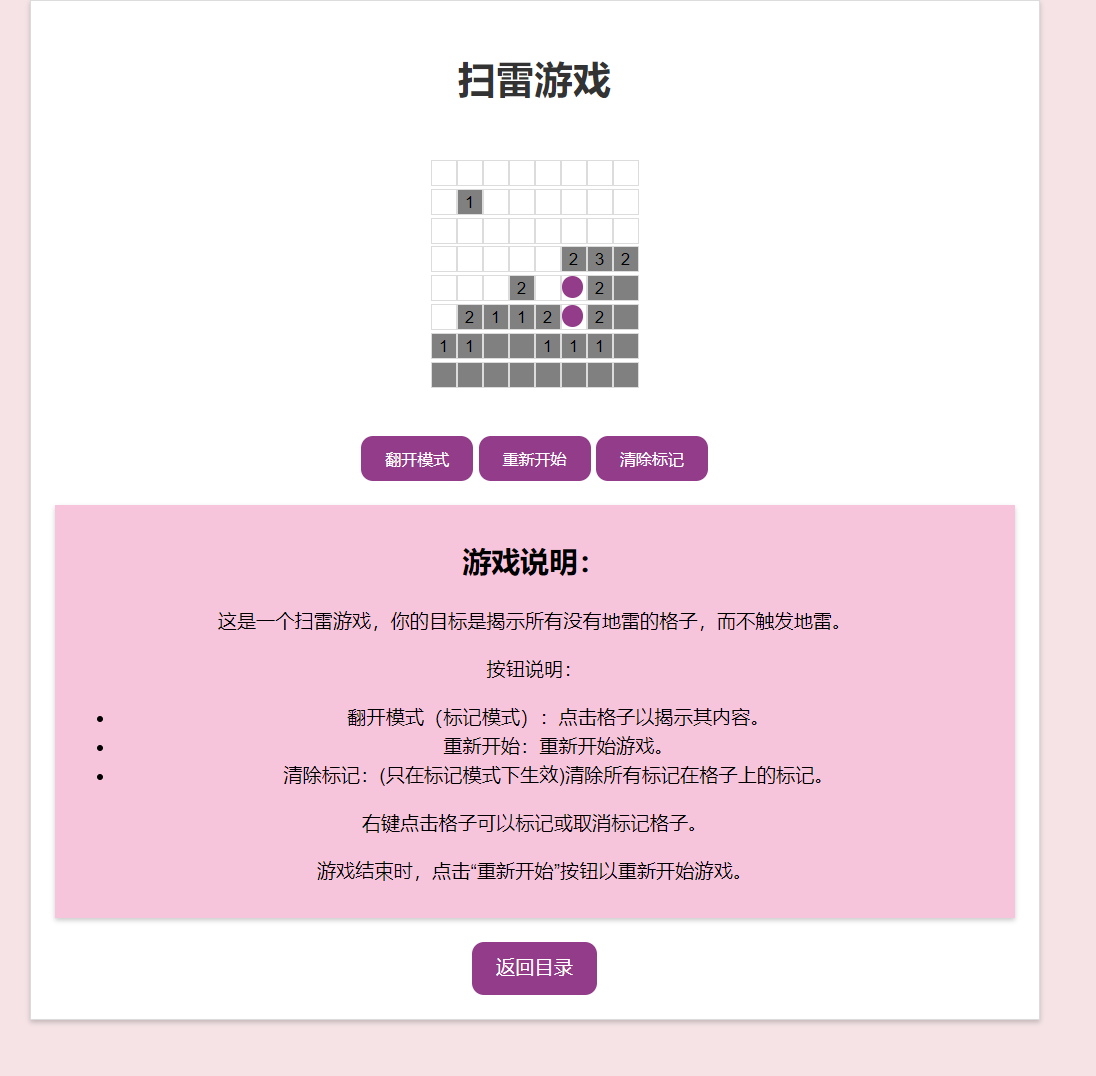 扫雷游戏
1
2 3 2
2 2
2 1 1 2 2
1 1 1 1 1
翻开模式 重新开始 清除标记
游戏说明：
这是一个扫雷游戏，你的目标是揭示所有没有地雷的格子，而不触发地雷。
按钮说明：
翻开模式（标记模式）：点击格子以揭示其内容。
重新开始：重新开始游戏。
清除标记：(只在标记模式下生效)清除所有标记在格子上的标记。
右键点击格子可以标记或取消标记格子。
游戏结束时，点击“重新开始”按钮以重新开始游戏。
返回目录